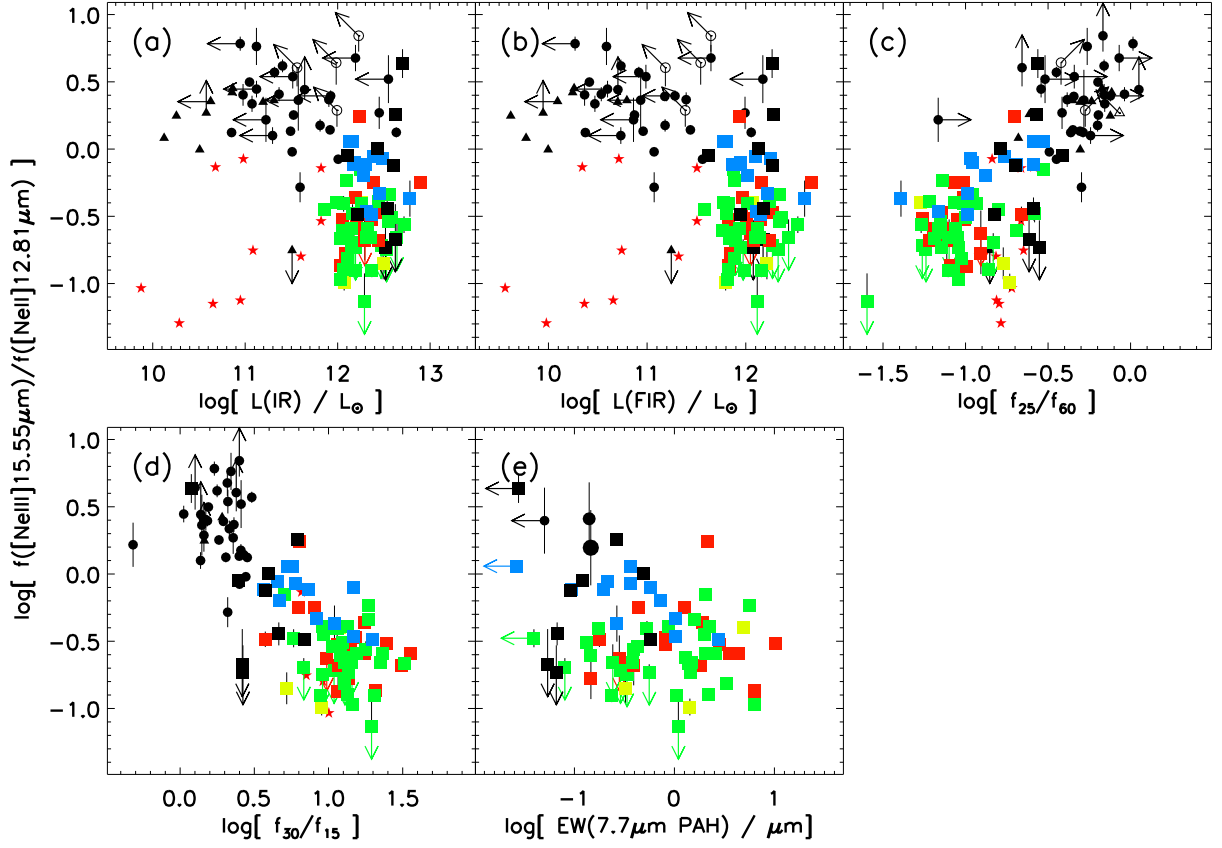 log[ f([NeIII]15.55μm)/f([NeII]12.81μm) ]
(a)
(b)
(c)
1.0
0.5
0.0
-0.5
-1.0
10 11 12 13
10 11 12
-1.5 -1.0 -0.5 0.0
log[ L(IR) / L⊙ ]
log[ L(FIR) / L⊙ ]
log[ f25/f60 ]
(d)
(e)
1.0
0.5
0.0
-0.5
-1.0
0.0 0.5 1.0 1.5
-1 0 1
log[ f30/f15 ]
log[ EW(7.7μm PAH) / μm]